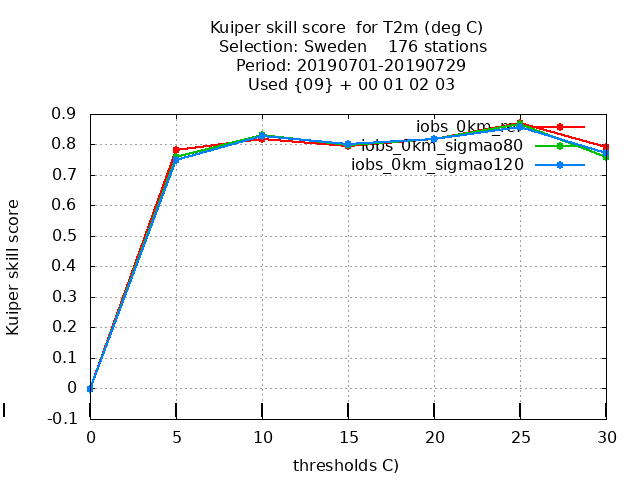 Kuiper skill score for T2m (deg C)
Selection: Sweden 176 stations
Period: 20190701-20190729
Used {09} + 00 01 02 03
iobs_0km_ref
iobs_0km_sigmao80
iobs_0km_sigmao120
0.9
0.8
0.7
0.6
0.5
0.4
0.3
0.2
0.1
0
-0.1
Kuiper skill score
0
5
10
15
20
25
30
thresholds C)